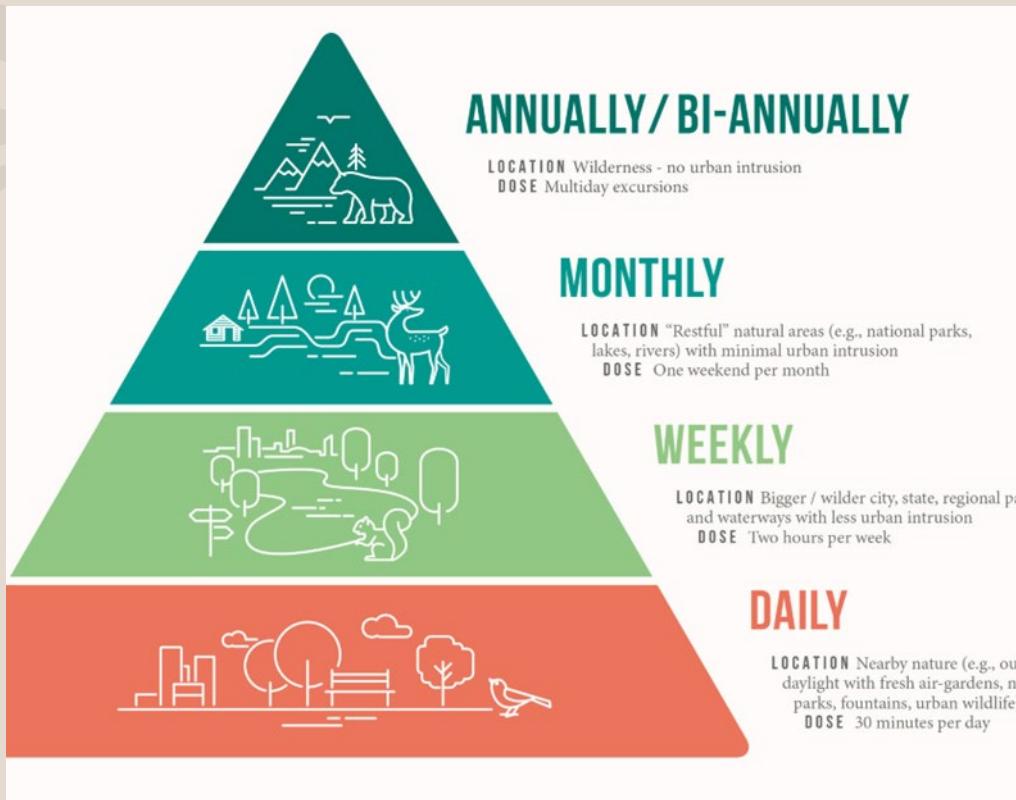 ANNUALLY/ BI-ANNUALLY
LOCATION Wilderness - no urban intrusion
DOSE Multiday excursions
MONTHLY
LOCATION “Restful” natural areas (e.g., national parks,
lakes, rivers) with minimal urban intrusion
DOSE One weekend per month
WEEKLY
LOCATION Bigger / wilder city, state, regional
and waterways with less urban intrusion
DOSE Two hours per week
DAILY
LOCATION Nearby nature (e.g.,
daylight with fresh air-gardens,
parks, fountains, urban wildlife
DOSE 30 minutes per day